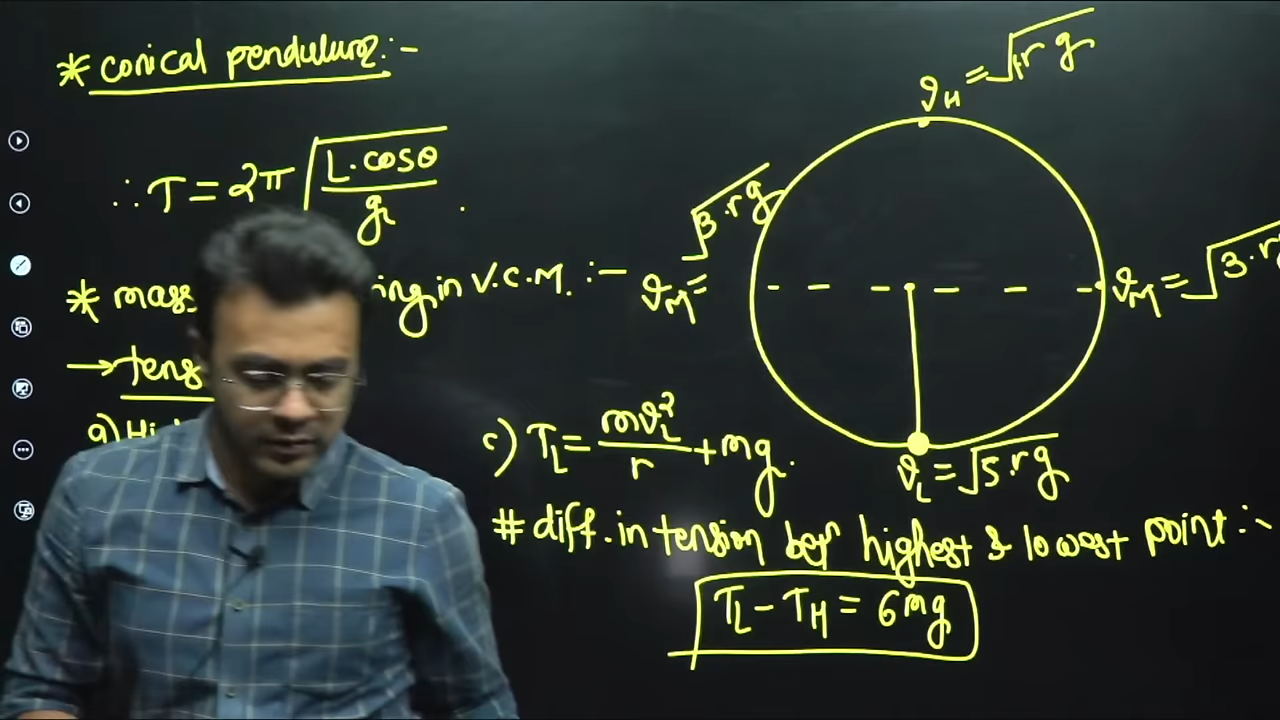 * conical pendulum :-
∴ T = 2π √(L·cosθ / g)
* mass ing in V.C.M. :-
→ tens
a) Hi
c) T_L = mv_L² / r + mg.
# diff. in tension betⁿ highest & lowest point :-
T_L - T_H = 6mg
v_H = √rg
√3·rg
v_M =
v_M = √3·r
v_L = √5·rg